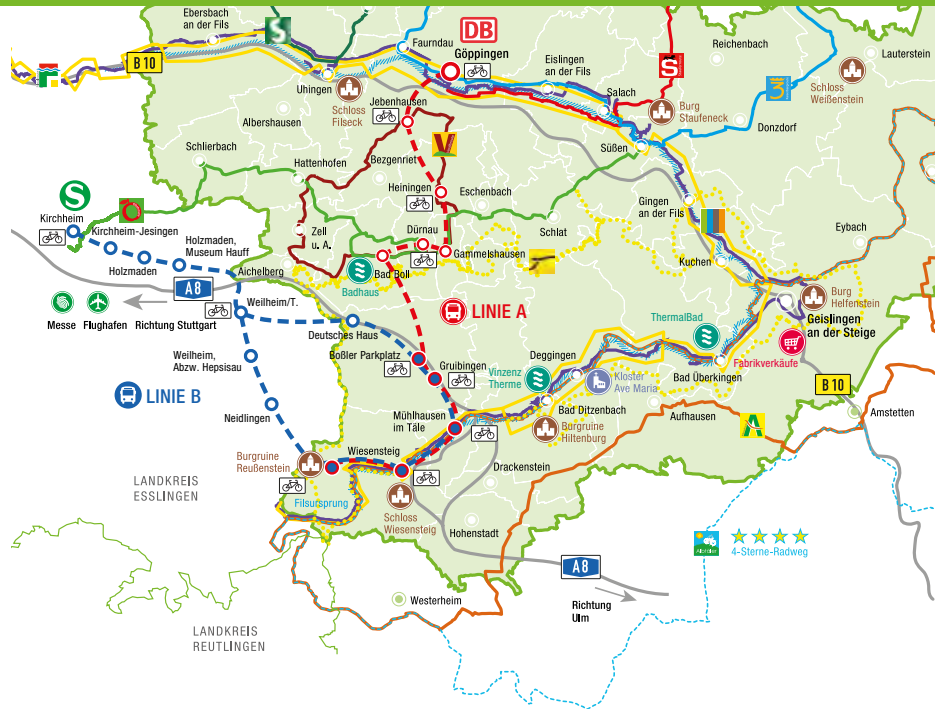 Ebersbach
an der Fils
S
DB
Göppingen
Faurndau
B 10
Uhingen
Schloss
Filseck
Eislingen
an der Fils
Salach
S
Reichenbach
Lauterstein
Schloss
Weißenstein
3
Burg
Staufeneck
Donzdorf
Süßen
Jebenhausen
Albershausen
Schlierbach
Hattenhofen
Bezgenriet
V
Heiningen
Eschenbach
Gingen
an der Fils
S
Kirchheim
Kirchheim-Jesingen
Holzmaden
Holzmaden,
Museum Hauff
Zell
u. A.
Dürnau
Schlat
Gammelshausen
Bad Boll
Badhaus
Eybach
Kuchen
Aichelberg
A8
Messe
Flughafen
Richtung Stuttgart
Weilheim/T.
LINIE A
Burg
Helfenstein
Geislingen
an der Steige
ThermalBad
Fabrikverkäufe
Deutsches Haus
Boßler Parkplatz
Gruibingen
Deggingen
Vinzenz
Therme
Kloster
Ave Maria
Bad Überkingen
B 10
Weilheim,
Abzw. Hepsisau
LINIE B
Neidlingen
Mühlhausen
im Täle
Bad Ditzenbach
Burgruine
Hiltenburg
Aufhausen
A
Amstetten
Burgruine
Reußenstein
Wiesensteig
Drackenstein
LANDKREIS
ESSLINGEN
Filsursprung
Schloss
Wiesensteig
Hohenstadt
Albtäler
4-Sterne-Radweg
A8
Westerheim
Richtung
Ulm
LANDKREIS
REUTLINGEN